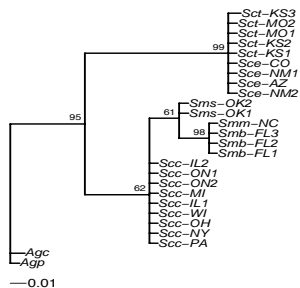 Sct-KS3
Sct-MO2
Sct-MO1
Sct-KS2
99
Sct-KS1
Sce-CO
Sce-NM1
Sce-AZ
Sce-NM2
Sms-OK2
61
Sms-OK1
95
Smm-NC
98
Smb-FL3
Smb-FL2
Smb-FL1
Scc-IL2
Scc-ON1
Scc-ON2
62
Scc-MI
Scc-IL1
Scc-WI
Scc-OH
Scc-NY
Scc-PA
Agc
Agp
0.01